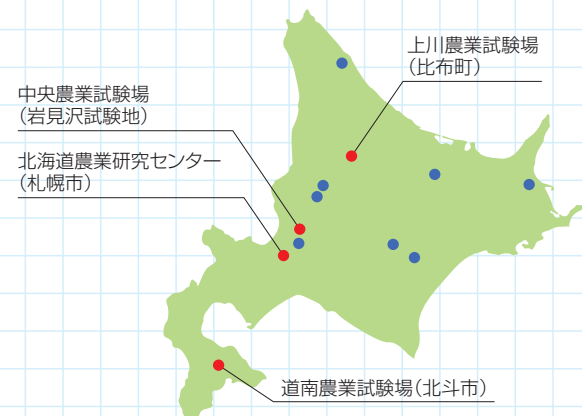 上川農業試験場
（比布町）
中央農業試験場
（岩見沢試験地）
北海道農業研究センター
（札幌市）
道南農業試験場（北斗市）